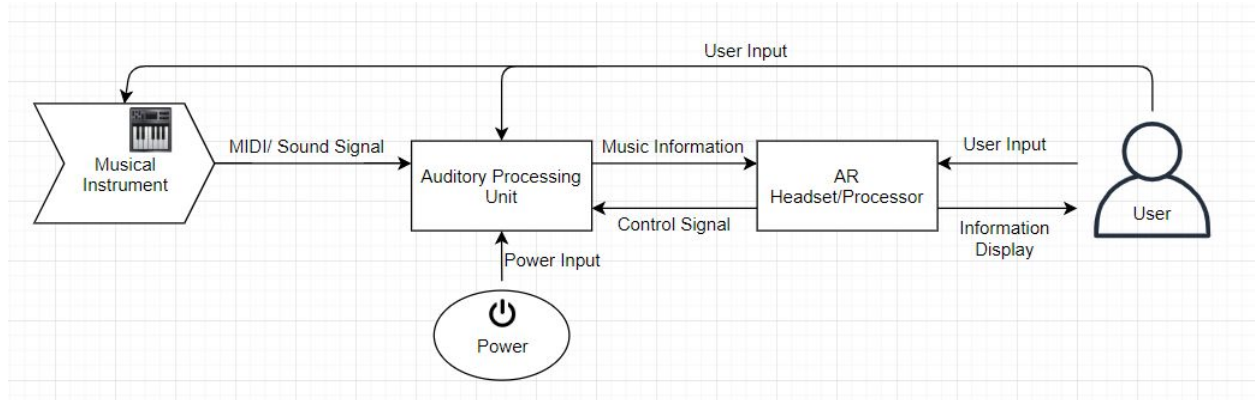 User Input
Musical
Instrument
MIDI/ Sound Signal
Auditory Processing
Unit
Music Information
Control Signal
AR
Headset/Processor
User Input
Information
Display
User
Power Input
Power